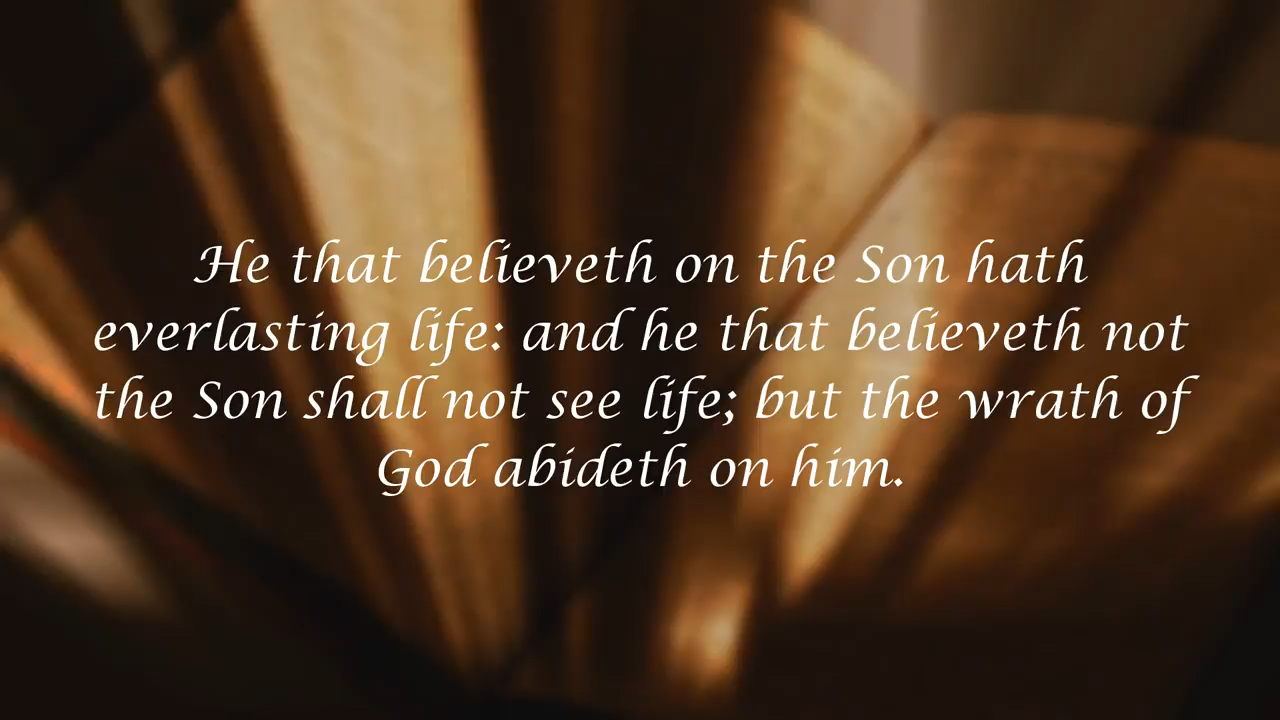 He that believeth on the Son hath
everlasting life: and he that believeth not
the Son shall not see life; but the wrath of
God abideth on him.